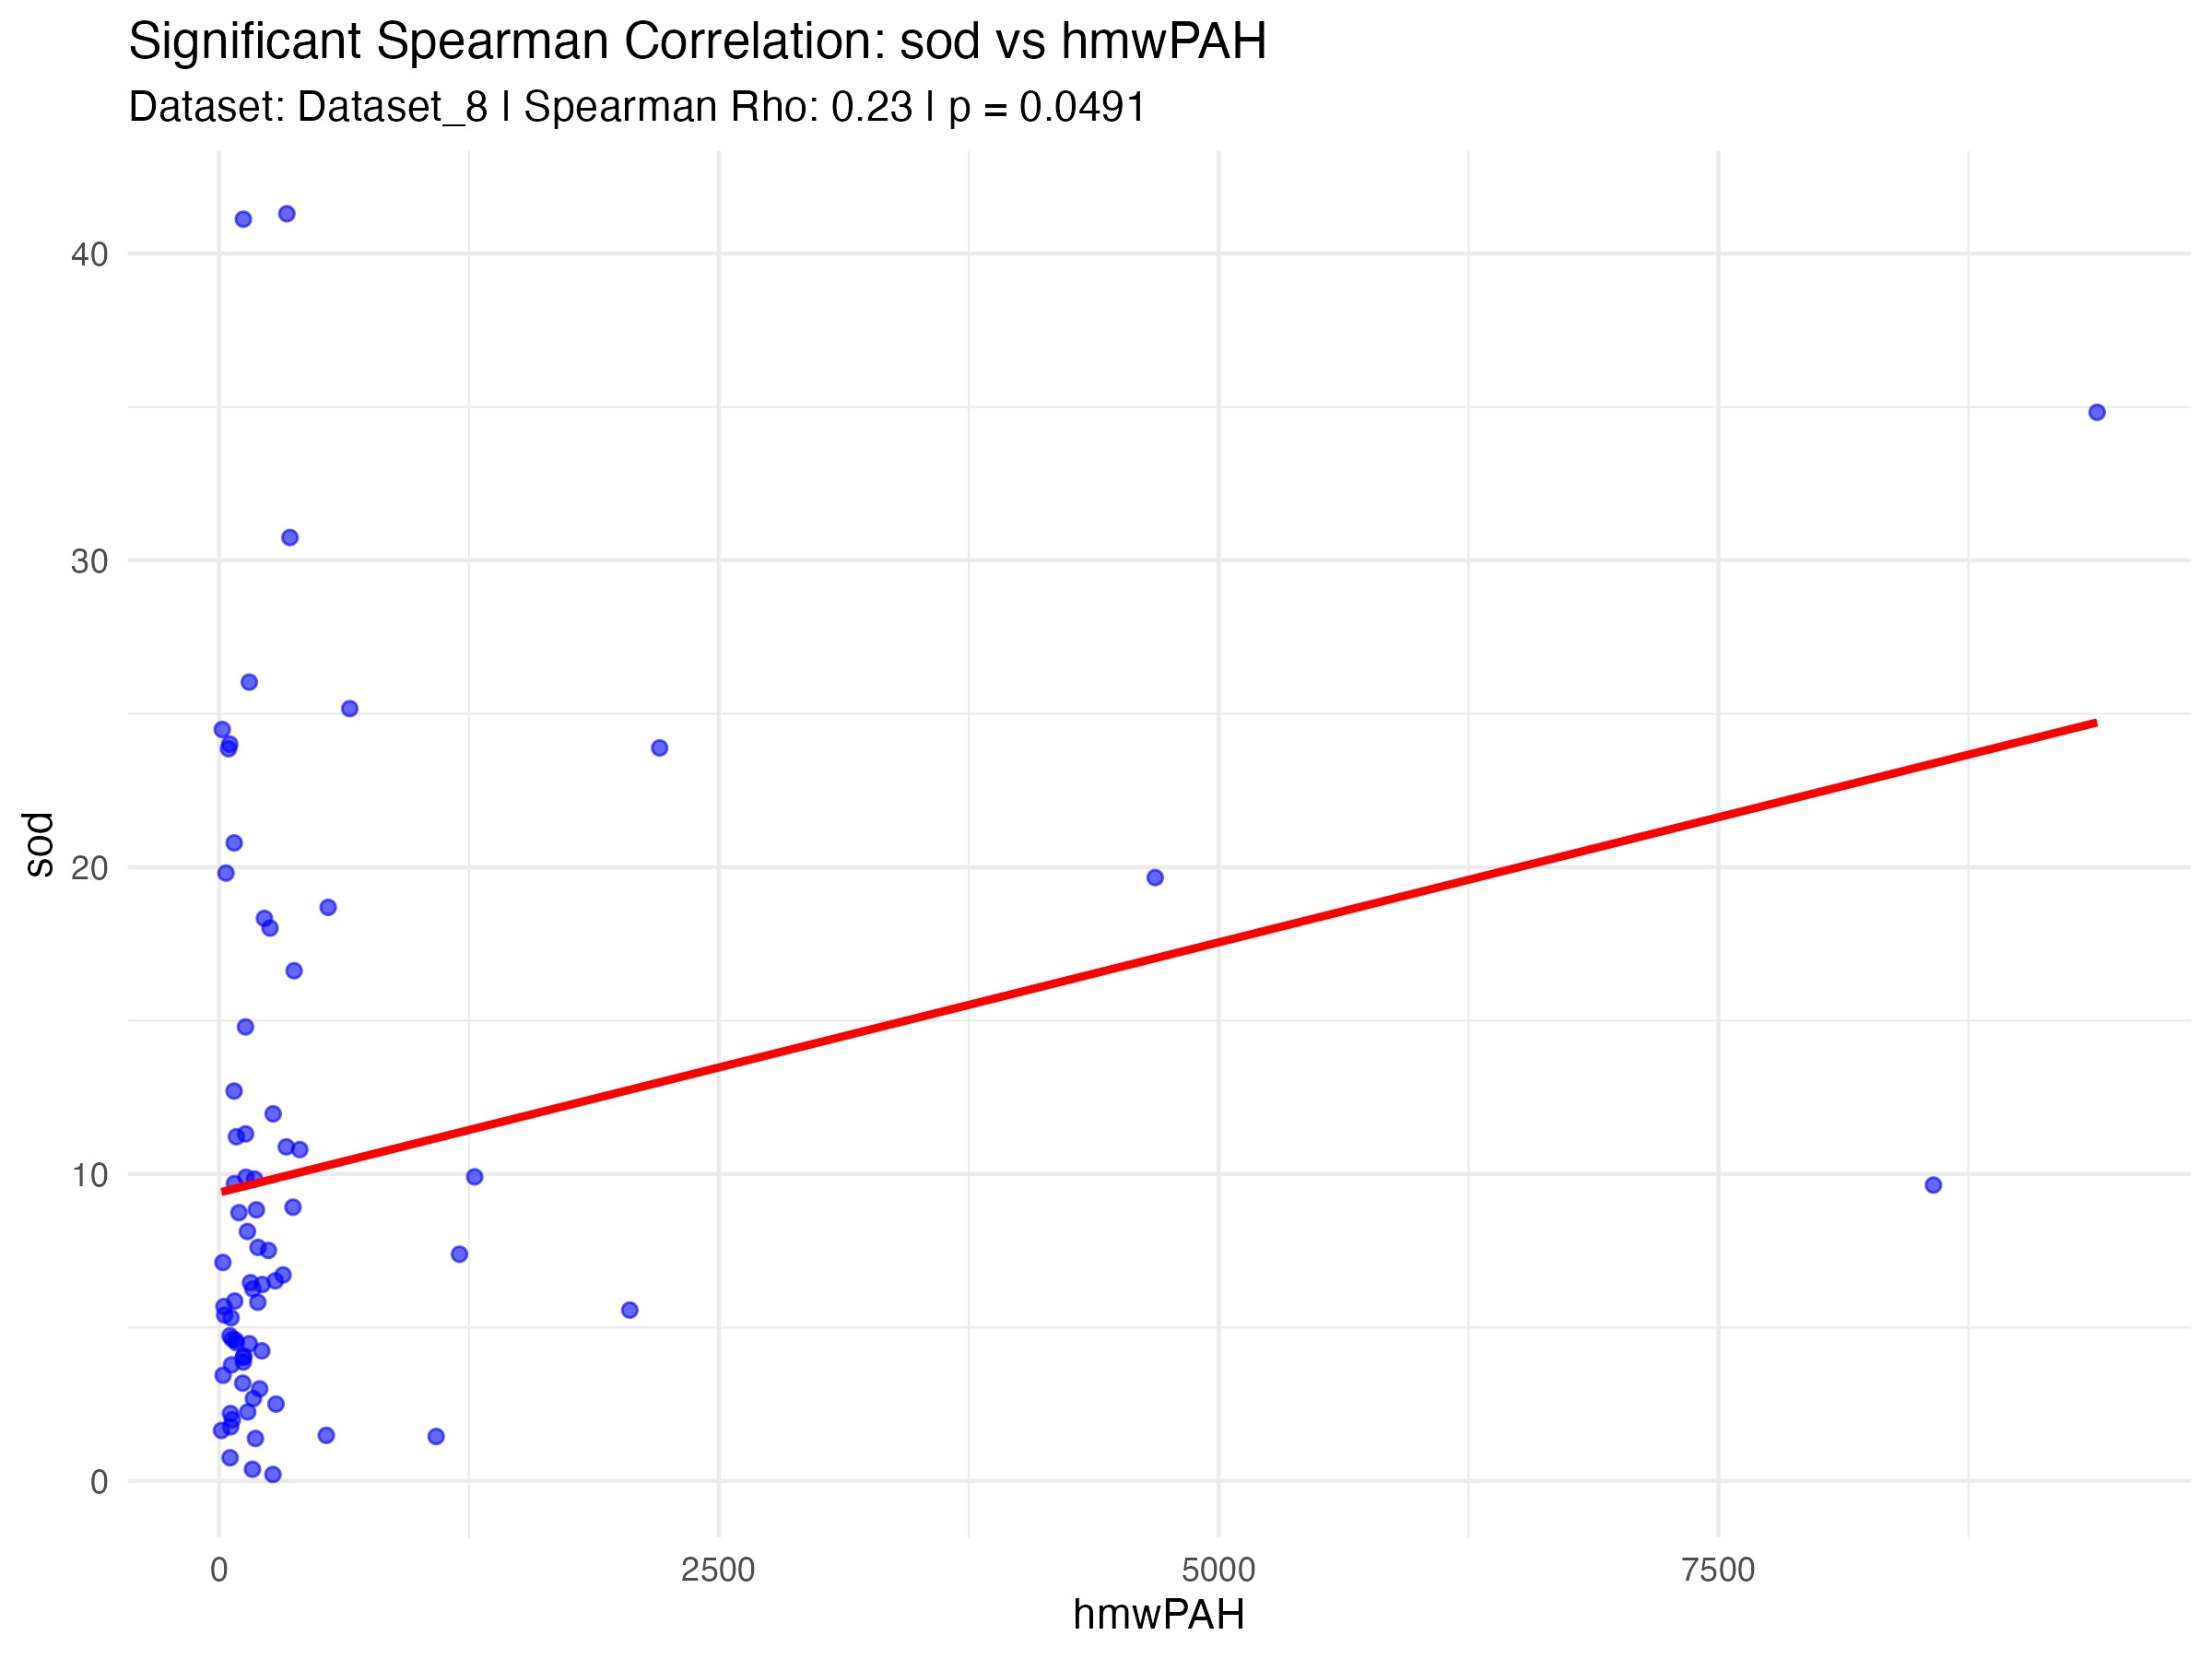 Significant Spearman Correlation: sod vs hmwPAH
Dataset: Dataset_8 | Spearman Rho: 0.23 | p = 0.0491
40
30
20
10
0
sod
0 2500 5000 7500
hmwPAH